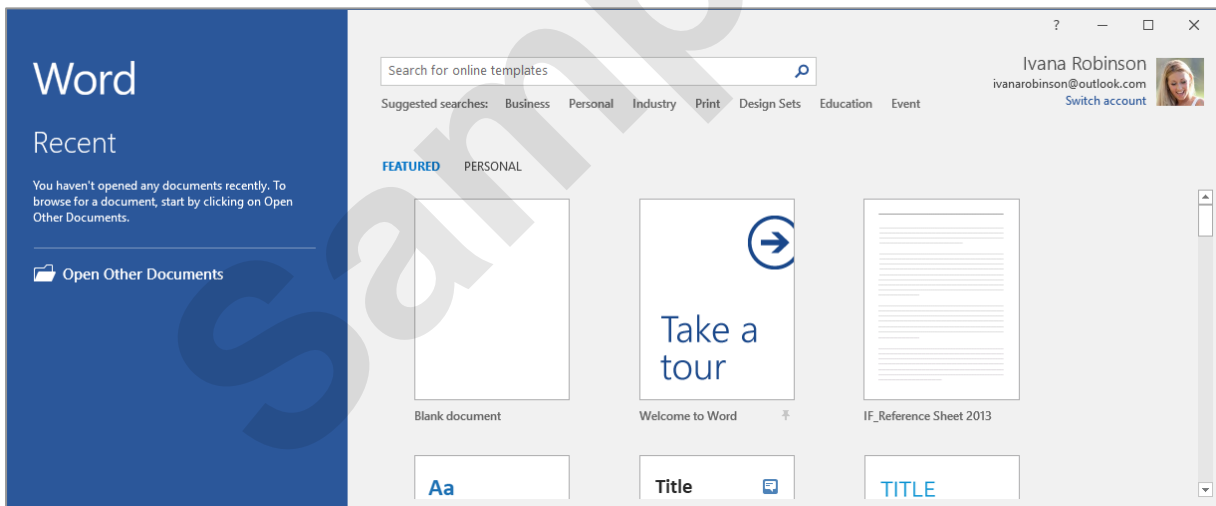 Word
Recent
You haven't opened any documents recently. To
browse for a document, start by clicking on Open
Other Documents.
Open Other Documents
?
Search for online templates
Suggested searches: Business Personal Industry Print Design Sets Education Event
Ivana Robinson
ivanarobinson@outlook.com
Switch account
FEATURED PERSONAL
Take a
tour
Blank document
Welcome to Word
IF_Reference Sheet 2013
Aa
Title
TITLE
Sample